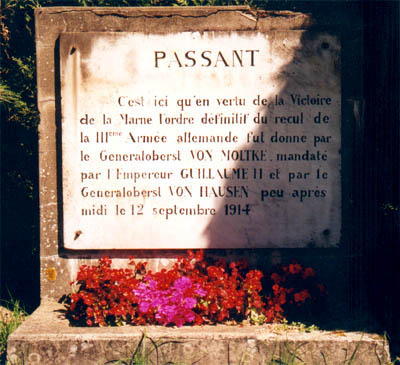 PASSANT
C'est ici qu'en vertu de la Victoire
de la Marne l'ordre définitif du recul de
la IIIème Armée allemande fut donné par
le Generaloberst VON MOLTKE, mandaté
par l'Empereur GUILLAUME II et par le
Generaloberst VON HAUSEN peu après
midi le 12 septembre 1914